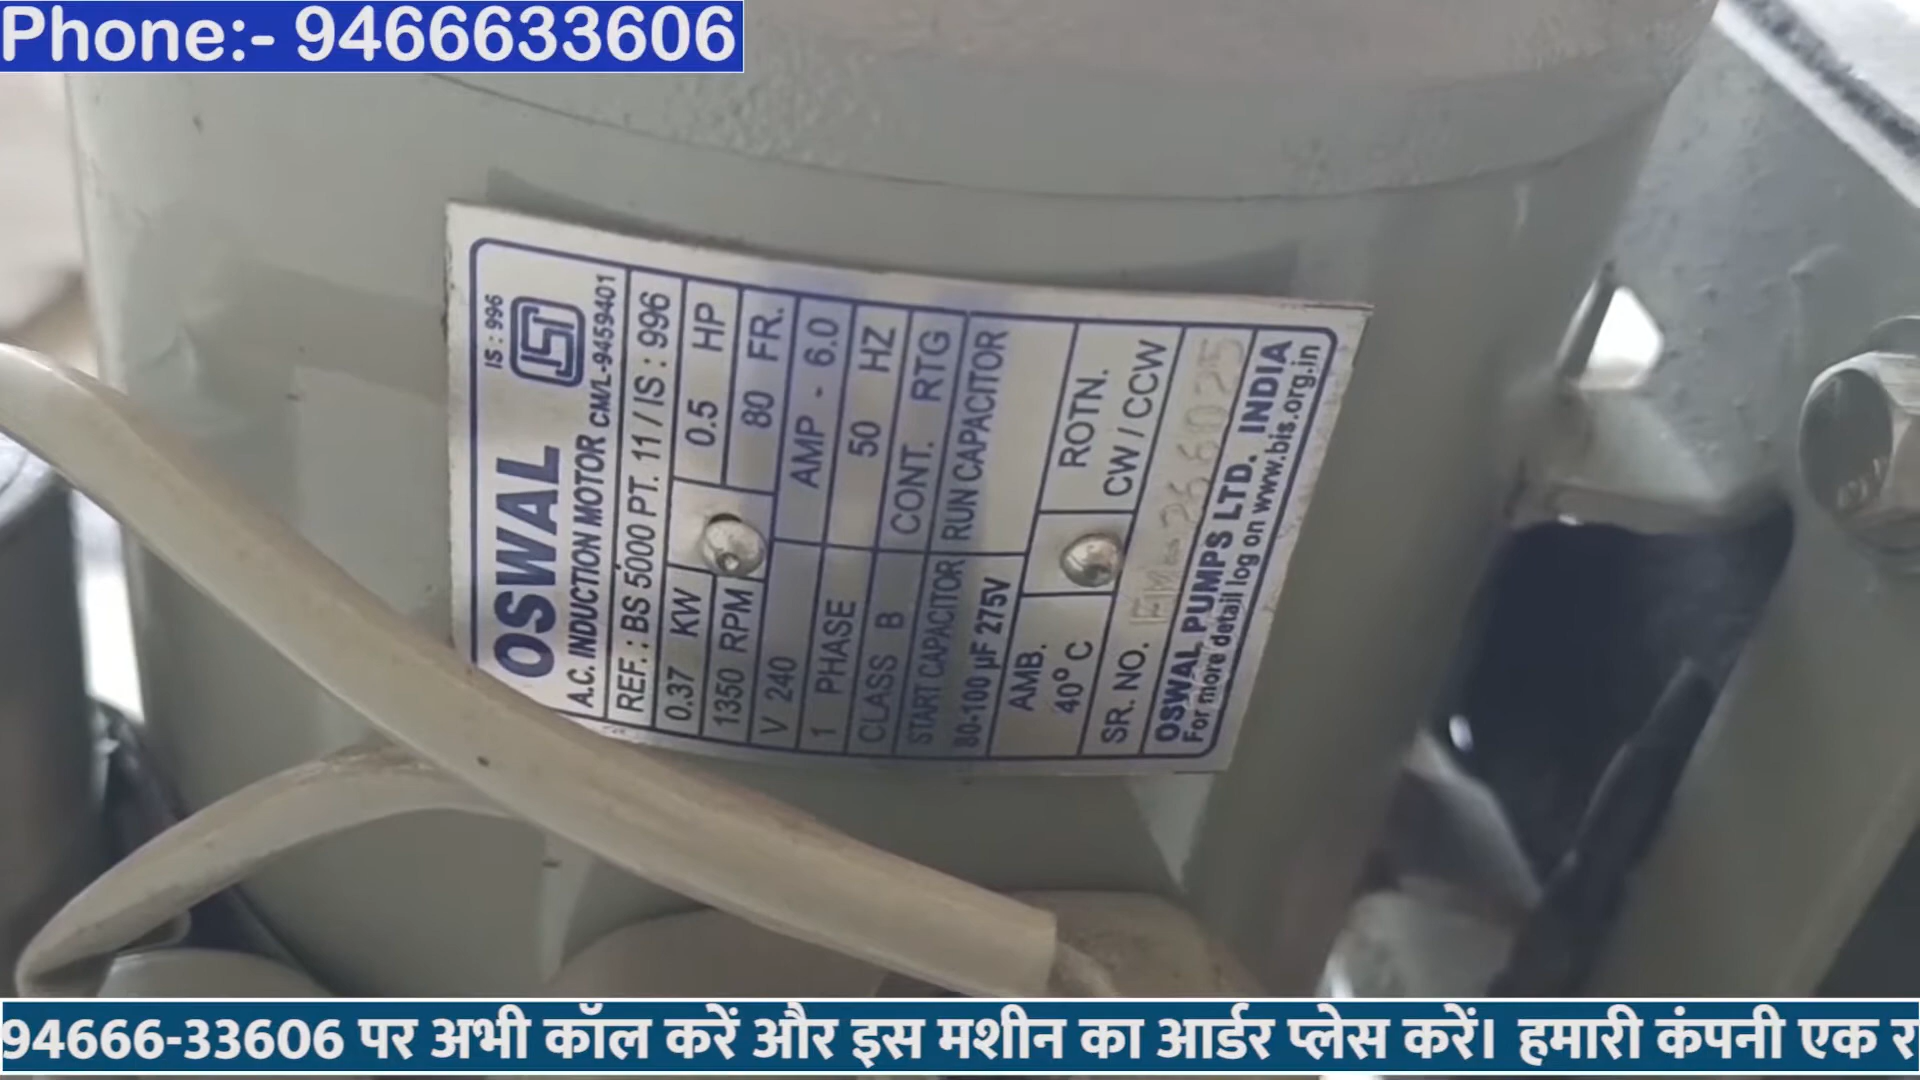 Phone:- 9466633606
IS : 996
ISI
OSWAL
A.C. INDUCTION MOTOR CM/L-9459401
REF. : BS 5000 PT. 11 / IS : 996
0.37 KW 0.5 HP
1350 RPM 80 FR.
V 240 AMP - 6.0
1 PHASE 50 HZ
CLASS B CONT. RTG
START CAPACITOR RUN CAPACITOR
80-100 µF 275V
AMB. ROTN.
40° C CW / CCW
SR. NO.
OSWAL PUMPS LTD. INDIA
For more detail log on www.bis.org.in
94666-33606 पर अभी कॉल करें और इस मशीन का आर्डर प्लेस करें। हमारी कंपनी एक